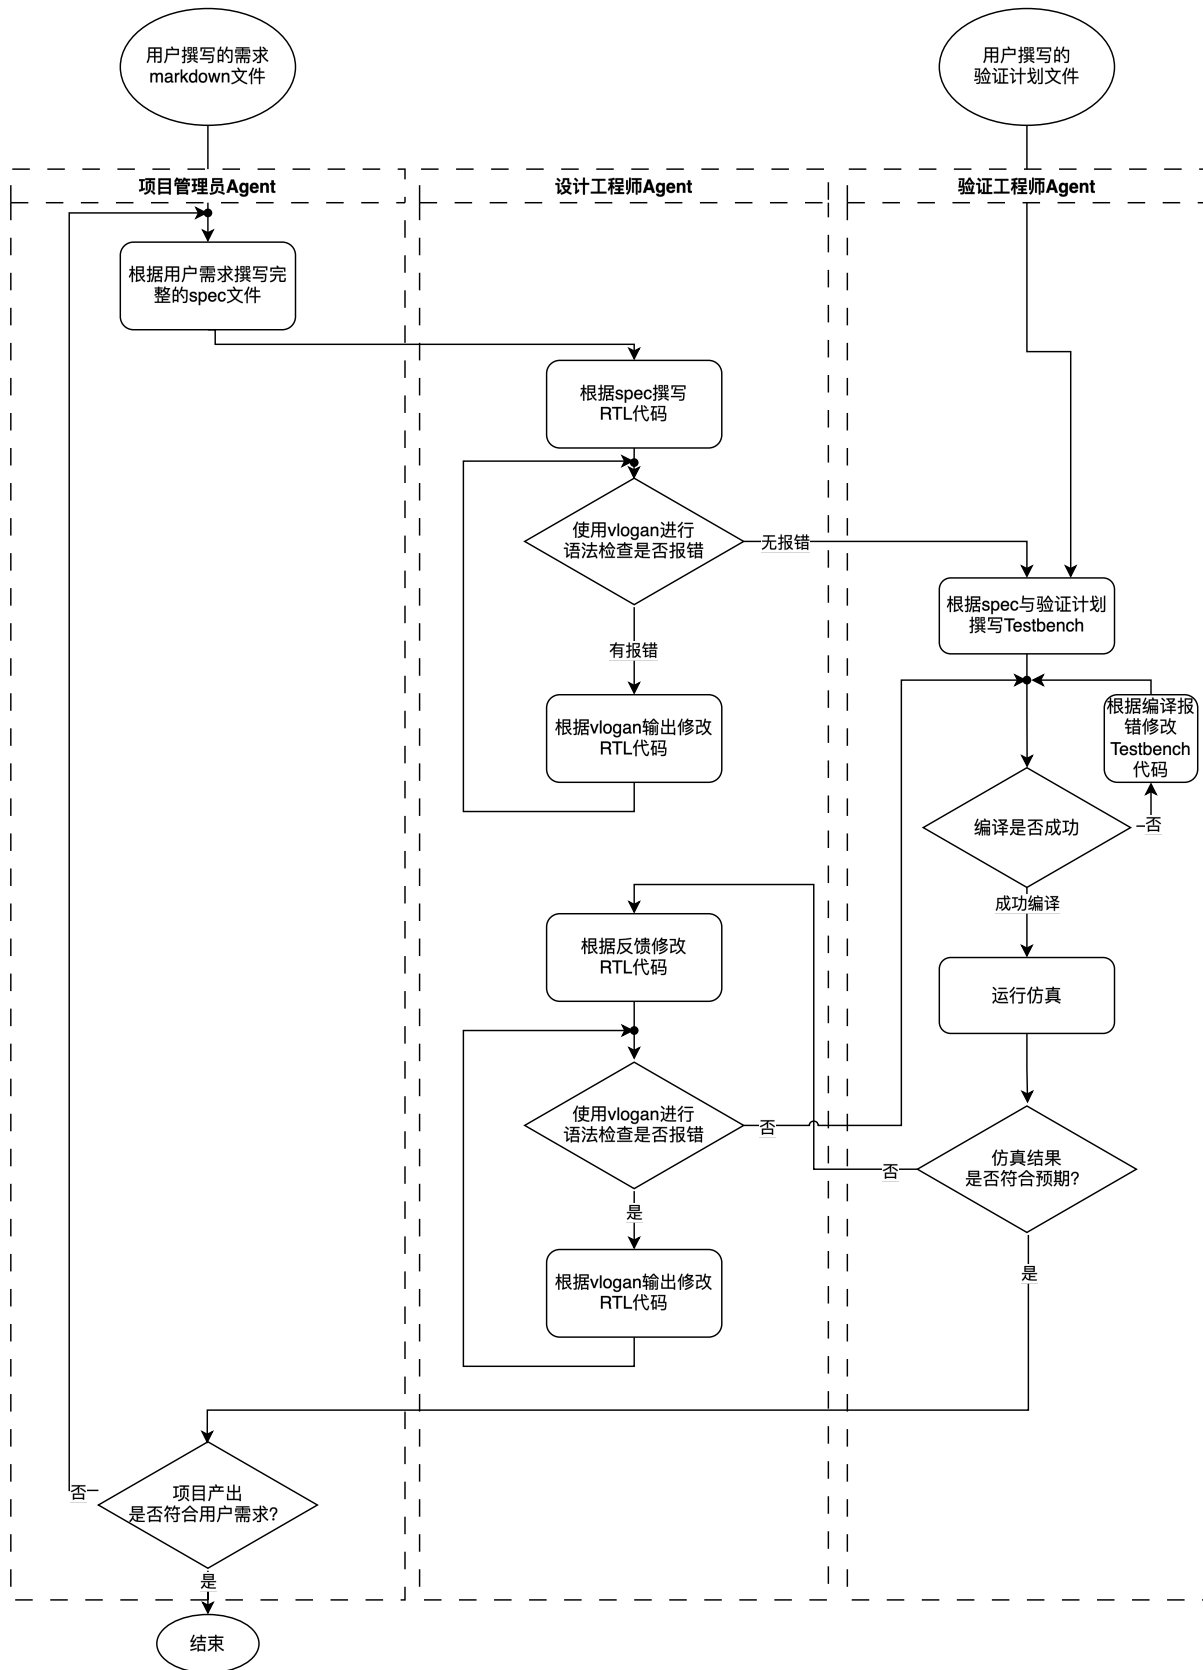 用户撰写的需求
markdown文件
用户撰写的
验证计划文件
项目管理员Agent
设计工程师Agent
验证工程师Agent
根据用户需求撰写完
整的spec文件
根据spec撰写
RTL代码
使用vlogan进行
语法检查是否报错
无报错
有报错
根据vlogan输出修改
RTL代码
根据spec与验证计划
撰写Testbench
根据编译报
错修改
Testbench
代码
编译是否成功
否
成功编译
运行仿真
根据反馈修改
RTL代码
使用vlogan进行
语法检查是否报错
否
是
根据vlogan输出修改
RTL代码
仿真结果
是否符合预期?
否
是
项目产出
是否符合用户需求?
否
是
结束